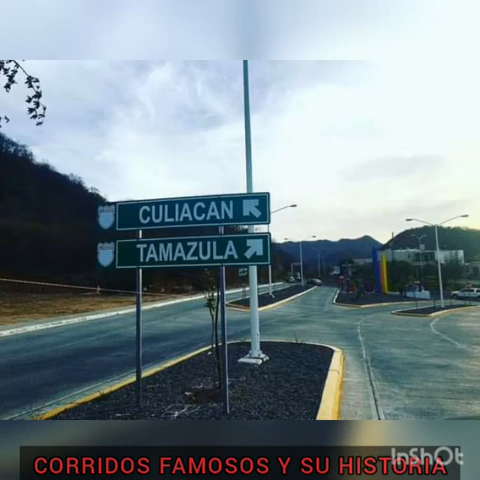 CULIACAN
TAMAZULA
CORRIDOS FAMOSOS Y SU HISTORIA
InShOt